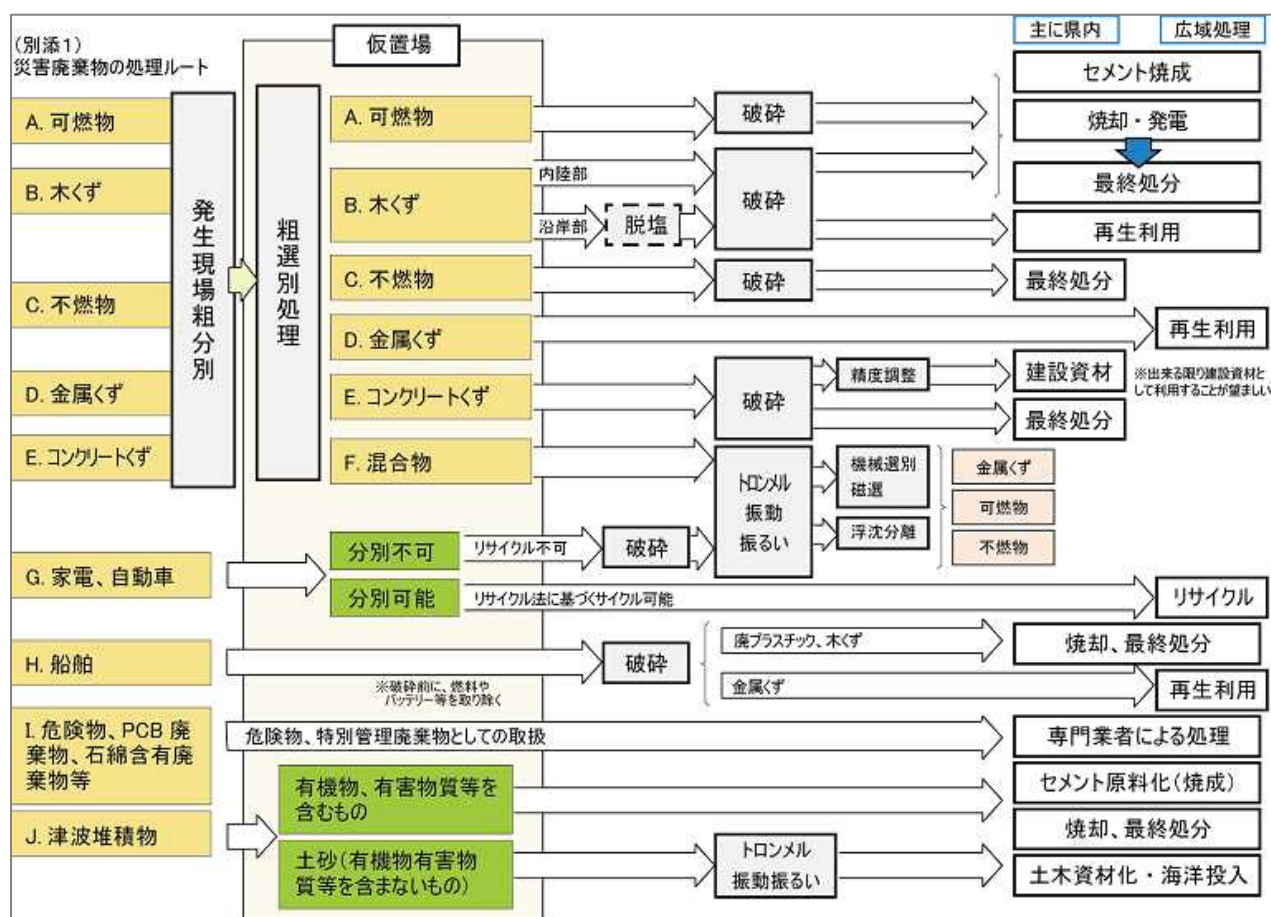 (別添1)
災害廃棄物の処理ルート
仮置場
主に県内
広域処理
A. 可燃物
B. 木くず
C. 不燃物
D. 金属くず
E. コンクリートくず
発生現場粗分別
粗選別処理
A. 可燃物
破砕
セメント焼成
焼却・発電
最終処分
B. 木くず
内陸部
沿岸部
脱塩
破砕
再生利用
C. 不燃物
破砕
最終処分
D. 金属くず
再生利用
E. コンクリートくず
破砕
精度調整
建設資材
※出来る限り建設資材と
して利用することが望ましい
最終処分
F. 混合物
トロンメル
振動
振るい
機械選別
磁選
浮沈分離
金属くず
可燃物
不燃物
G. 家電、自動車
分別不可
リサイクル不可
破砕
分別可能
リサイクル法に基づくサイクル可能
リサイクル
H. 船舶
※破砕前に、燃料や
バッテリー等を取り除く
破砕
廃プラスチック、木くず
焼却、最終処分
金属くず
再生利用
I. 危険物、PCB 廃
棄物、石綿含有廃
棄物等
危険物、特別管理廃棄物としての取扱
専門業者による処理
J. 津波堆積物
有機物、有害物質等を
含むもの
セメント原料化(焼成)
焼却、最終処分
土砂(有機物有害物
質等を含まないもの)
トロンメル
振動振るい
土木資材化・海洋投入